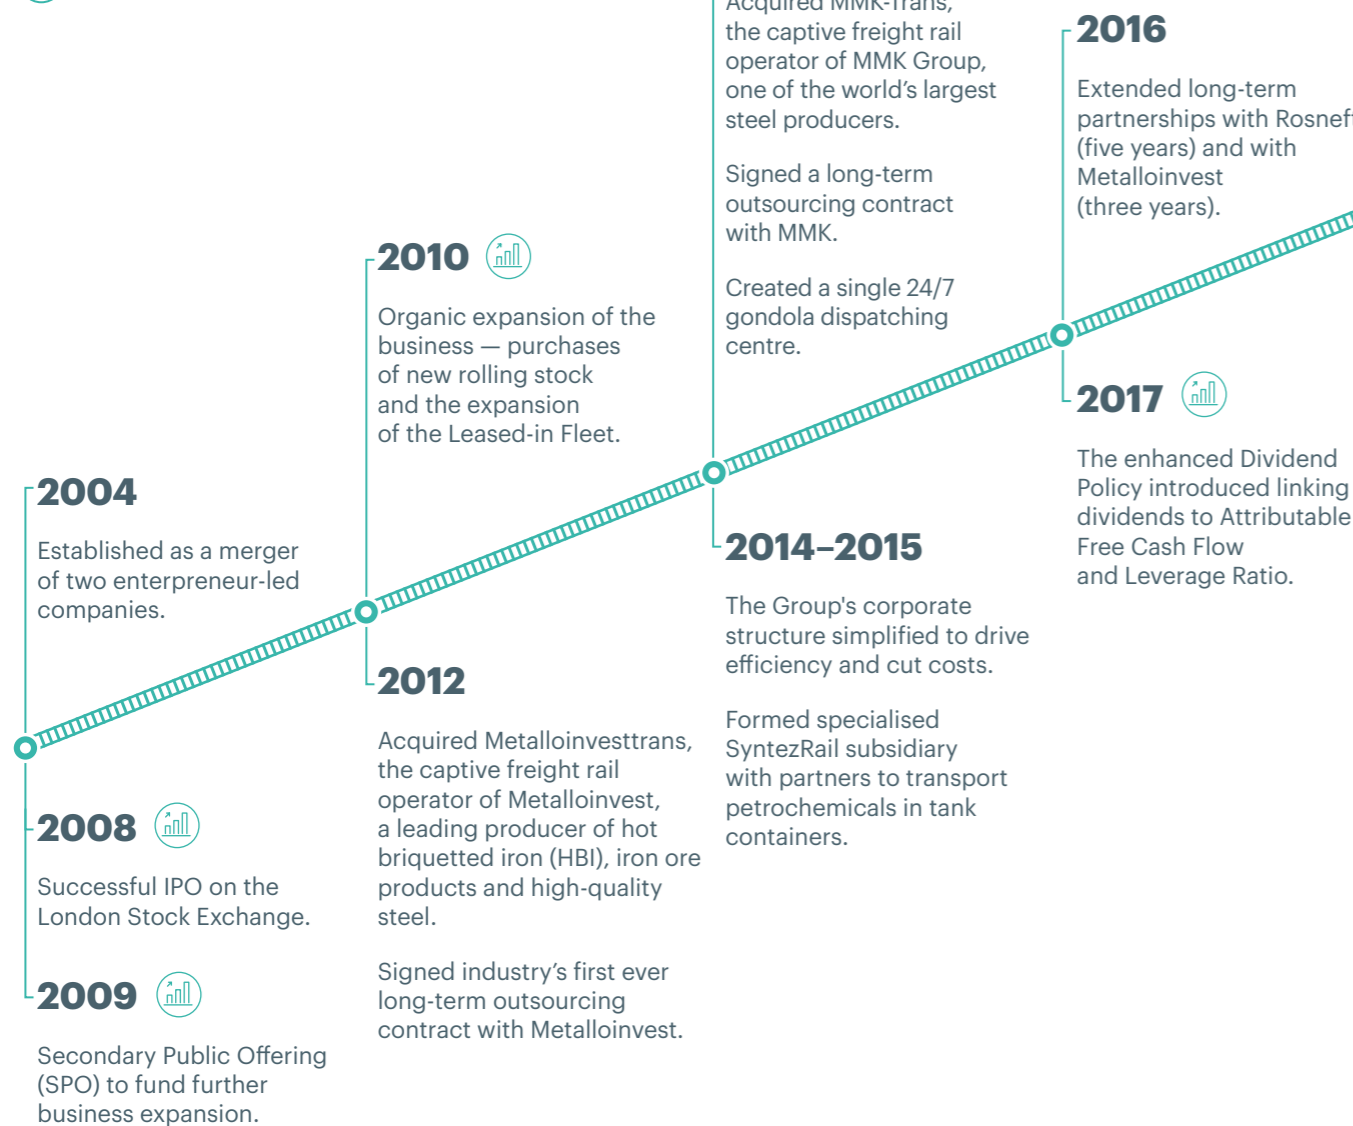 2004
Established as a merger
of two enterpreneur-led
companies.
2008
Successful IPO on the
London Stock Exchange.
2009
Secondary Public Offering
(SPO) to fund further
business expansion.
2010
Organic expansion of the
business — purchases
of new rolling stock
and the expansion
of the Leased-in Fleet.
2012
Acquired Metalloinvesttrans,
the captive freight rail
operator of Metalloinvest,
a leading producer of hot
briquetted iron (HBI), iron ore
products and high-quality
steel.
Signed industry’s first ever
long-term outsourcing
contract with Metalloinvest.
Acquired MMK-Trans,
the captive freight rail
operator of MMK Group,
one of the world’s largest
steel producers.
Signed a long-term
outsourcing contract
with MMK.
Created a single 24/7
gondola dispatching
centre.
2014–2015
The Group's corporate
structure simplified to drive
efficiency and cut costs.
Formed specialised
SyntezRail subsidiary
with partners to transport
petrochemicals in tank
containers.
2016
Extended long-term
partnerships with Rosneft
(five years) and with
Metalloinvest
(three years).
2017
The enhanced Dividend
Policy introduced linking
dividends to Attributable
Free Cash Flow
and Leverage Ratio.